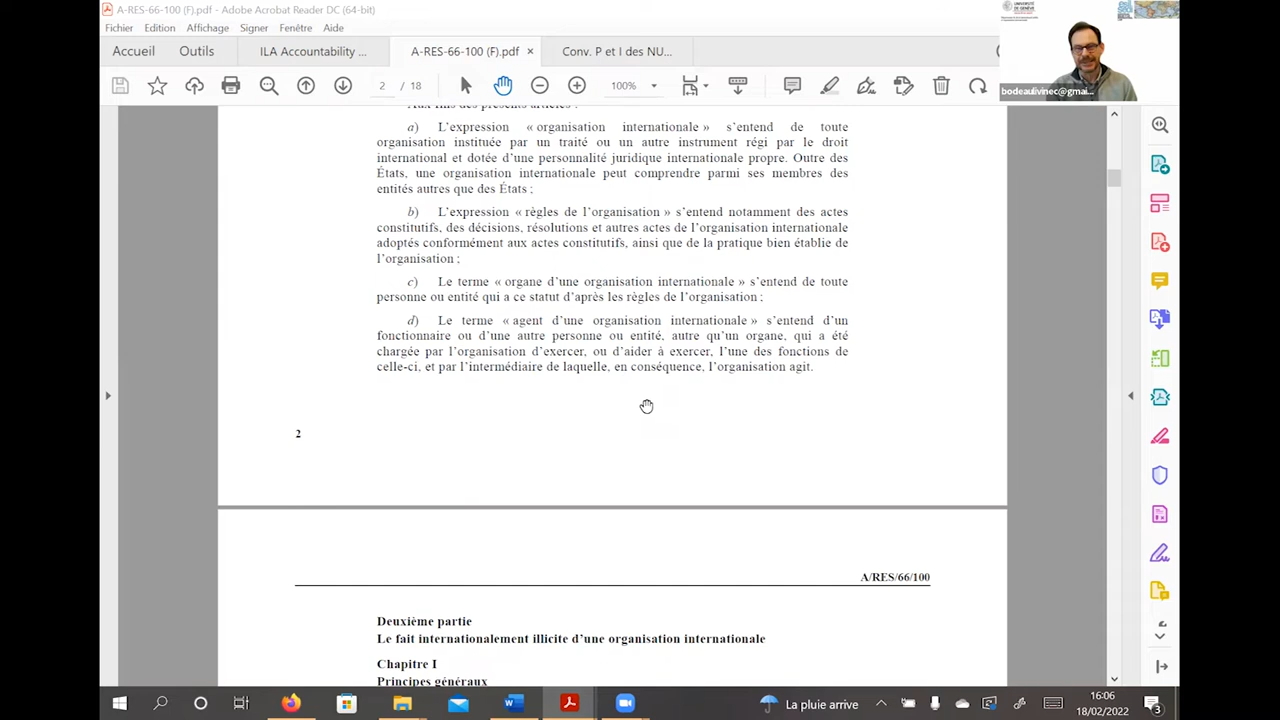 A-RES-66-100 (F).pdf - Adobe Acrobat Reader DC (64-bit)
Fichier Edition Affichage Signer Fenêtre Aide
Accueil Outils ILA Accountability ... A-RES-66-100 (F).pdf × Conv. P et I des NU...
UNIVERSITÉ
DE GENÈVE
bodeaulivinec@gmai...
2 / 18 100%
Aux fins des présents articles :
a) L’expression « organisation internationale » s’entend de toute
organisation instituée par un traité ou un autre instrument régi par le droit
international et dotée d’une personnalité juridique internationale propre. Outre des
États, une organisation internationale peut comprendre parmi ses membres des
entités autres que des États ;
b) L’expression « règles de l’organisation » s’entend notamment des actes
constitutifs, des décisions, résolutions et autres actes de l’organisation internationale
adoptés conformément aux actes constitutifs, ainsi que de la pratique bien établie de
l’organisation ;
c) Le terme « organe d’une organisation internationale » s’entend de toute
personne ou entité qui a ce statut d’après les règles de l’organisation ;
d) Le terme « agent d’une organisation internationale » s’entend d’un
fonctionnaire ou d’une autre personne ou entité, autre qu’un organe, qui a été
chargée par l’organisation d’exercer, ou d’aider à exercer, l’une des fonctions de
celle-ci, et par l’intermédiaire de laquelle, en conséquence, l’organisation agit.
2
A/RES/66/100
Deuxième partie
Le fait internationalement illicite d’une organisation internationale
Chapitre I
Principes généraux
La pluie arrive
16:06
18/02/2022
3